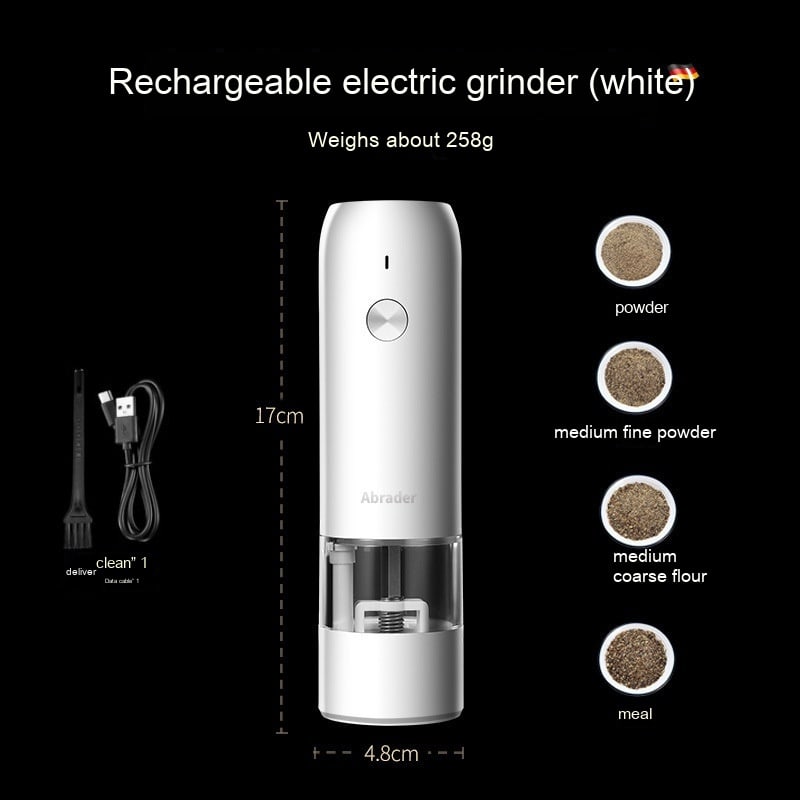 Rechargeable electric grinder (white)
Weighs about 258g
17cm
Abrader
4.8cm
deliver
clean" 1
Data cable" 1
powder
medium fine powder
medium
coarse flour
meal